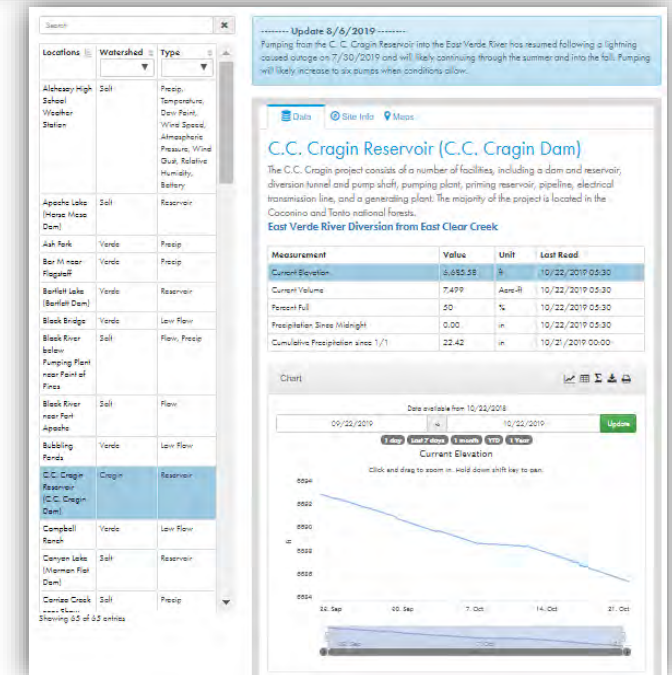 Search ×
Locations Watershed Type
Alchesay High School Weather Station Salt Precip, Temperature, Dew Point, Wind Speed, Atmospheric Pressure, Wind Gust, Relative Humidity, Battery
Apache Lake (Horse Mesa Dam) Salt Reservoir
Ash Fork Verde Precip
Bar M near Flagstaff Verde Precip
Bartlett Lake (Bartlett Dam) Verde Reservoir
Black Bridge Verde Low Flow
Black River below Pumping Plant near Point of Pines Salt Flow, Precip
Black River near Fort Apache Salt Flow
Bubbling Ponds Verde Low Flow
C.C. Cragin Reservoir (C.C. Cragin Dam) Cragin Reservoir
Campbell Ranch Verde Low Flow
Canyon Lake (Mormon Flat Dam) Salt Reservoir
Carrizo Creek near Show Salt Precip
Showing 65 of 65 entries
-------- Update 8/6/2019 --------
Pumping from the C. C. Cragin Reservoir into the East Verde River has resumed following a lightning
caused outage on 7/30/2019 and will likely continuing through the summer and into the fall. Pumping
will likely increase to six pumps when conditions allow.
Data Site Info Maps
C.C. Cragin Reservoir (C.C. Cragin Dam)
The C.C. Cragin project consists of a number of facilities, including a dam and reservoir,
diversion tunnel and pump shaft, pumping plant, priming reservoir, pipeline, electrical
transmission line, and a generating plant. The majority of the project is located in the
Coconino and Tonto national forests.
East Verde River Diversion from East Clear Creek
Measurement Value Unit Last Read
Current Elevation 6,685.58 ft 10/22/2019 05:30
Current Volume 7,499 Acre-ft 10/22/2019 05:30
Percent Full 50 % 10/22/2019 05:30
Precipitation Since Midnight 0.00 in 10/22/2019 05:30
Cumulative Precipitation since 1/1 22.42 in 10/21/2019 00:00
Chart
Data available from 10/22/2018
09/22/2019 10/22/2019 Update
1 day Last 7 days 1 month YTD 1 Year
Current Elevation
Click and drag to zoom in. Hold down shift key to pan.
6694
6692
6690
6688
6686
6684
ft
30. Sep 7. Oct 14. Oct 21. Oct